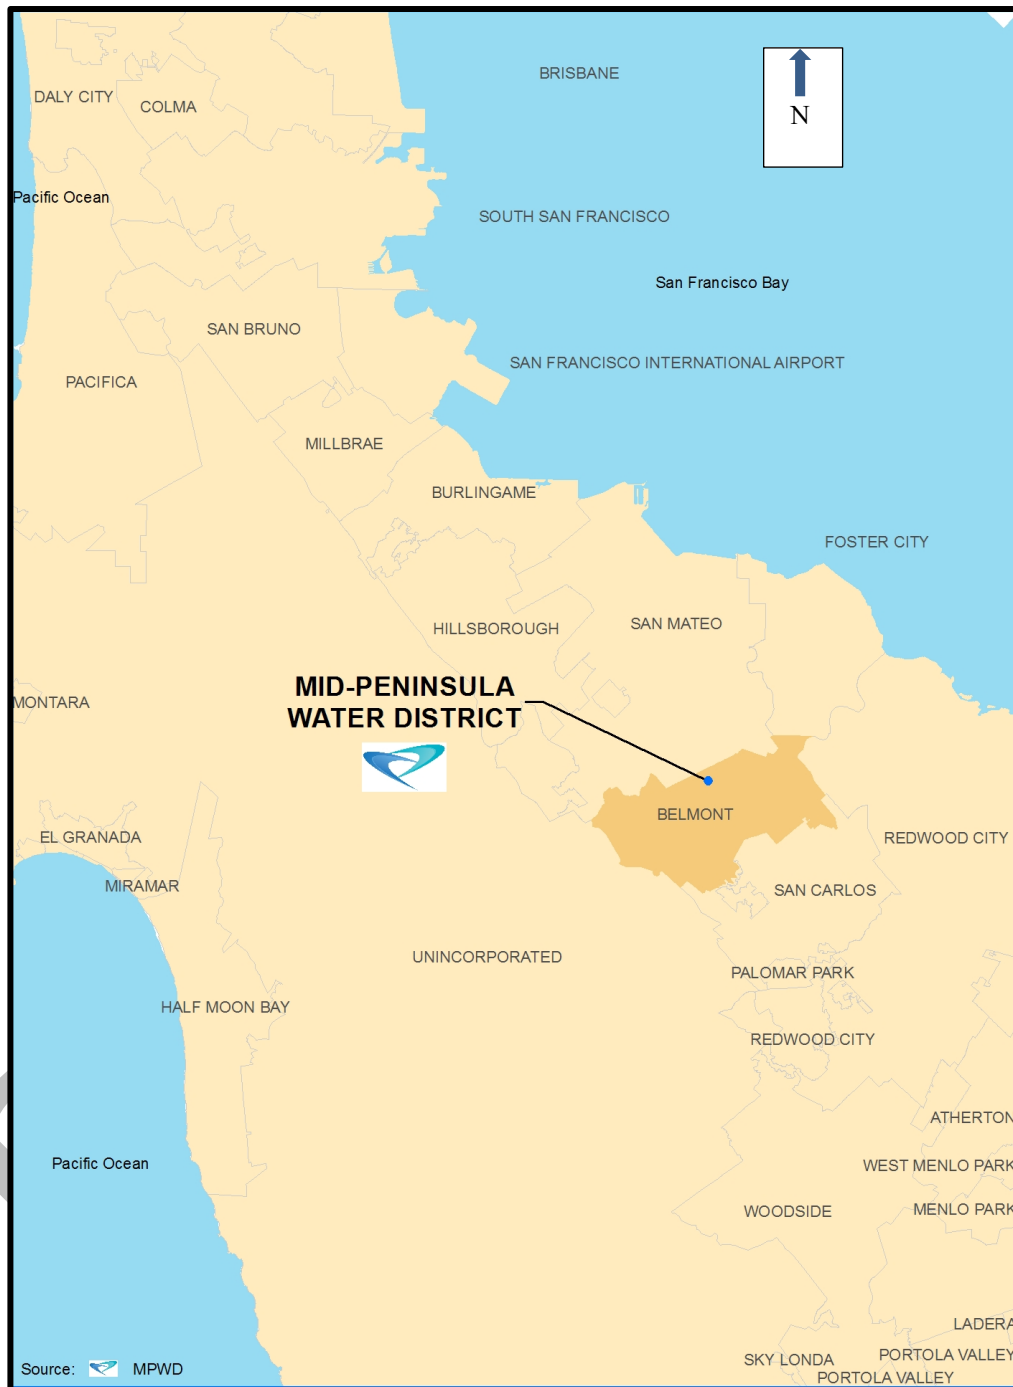 BRISBANE
DALY CITY
COLMA
N
Pacific Ocean
SOUTH SAN FRANCISCO
San Francisco Bay
SAN BRUNO
SAN FRANCISCO INTERNATIONAL AIRPORT
PACIFICA
MILLBRAE
BURLINGAME
FOSTER CITY
HILLSBOROUGH
SAN MATEO
MID-PENINSULA
WATER DISTRICT
MONTARA
BELMONT
EL GRANADA
REDWOOD CITY
MIRAMAR
SAN CARLOS
UNINCORPORATED
PALOMAR PARK
HALF MOON BAY
REDWOOD CITY
ATHERTON
Pacific Ocean
WEST MENLO PARK
WOODSIDE
MENLO PARK
LADERA
SKY LONDA
PORTOLA VALLEY
Source: MPWD
PORTOLA VALLEY